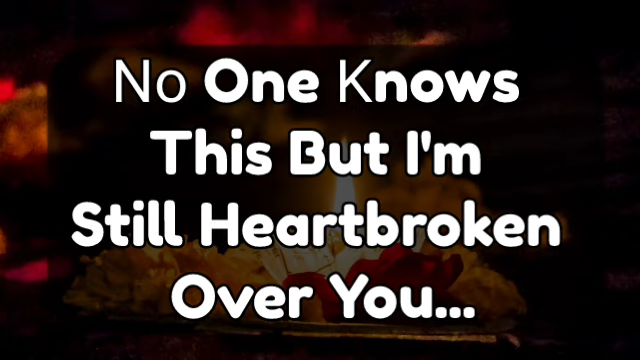 No One Knows
This But I'm
Still Heartbroken
Over You...